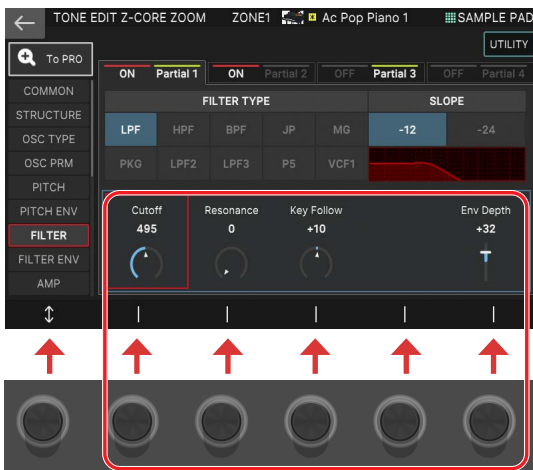 TONE EDIT Z-CORE ZOOM ZONE1 Ac Pop Piano 1 SAMPLE PAD
UTILITY
To PRO
ON Partial 1 ON Partial 2 OFF Partial 3 OFF Partial 4
COMMON
STRUCTURE
OSC TYPE
OSC PRM
PITCH
PITCH ENV
FILTER
FILTER ENV
AMP
FILTER TYPE SLOPE
LPF HPF BPF JP MG -12 -24
PKG LPF2 LPF3 P5 VCF1
Cutoff Resonance Key Follow Env Depth
495 0 +10 +32